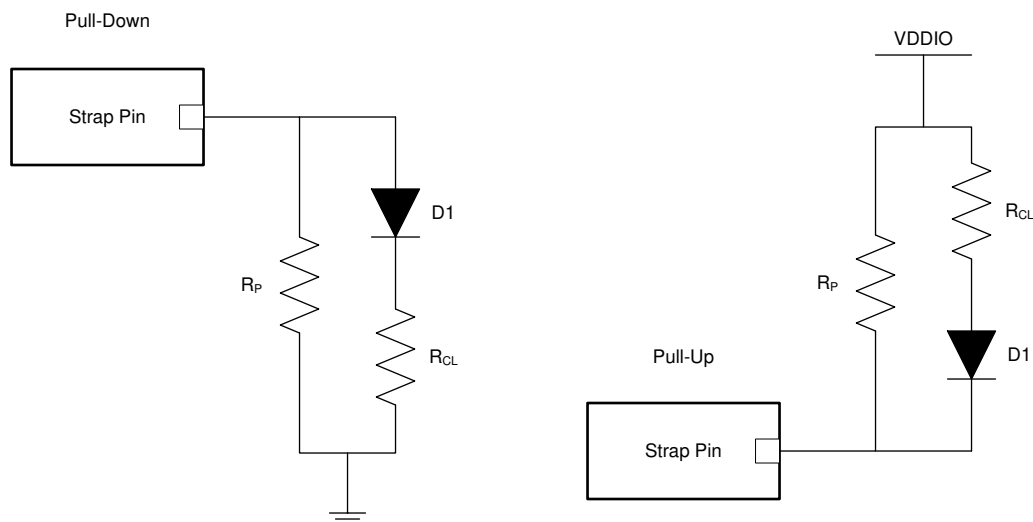 Pull-Down
Strap Pin
D1
RP
RCL
VDDIO
RCL
RP
D1
Pull-Up
Strap Pin